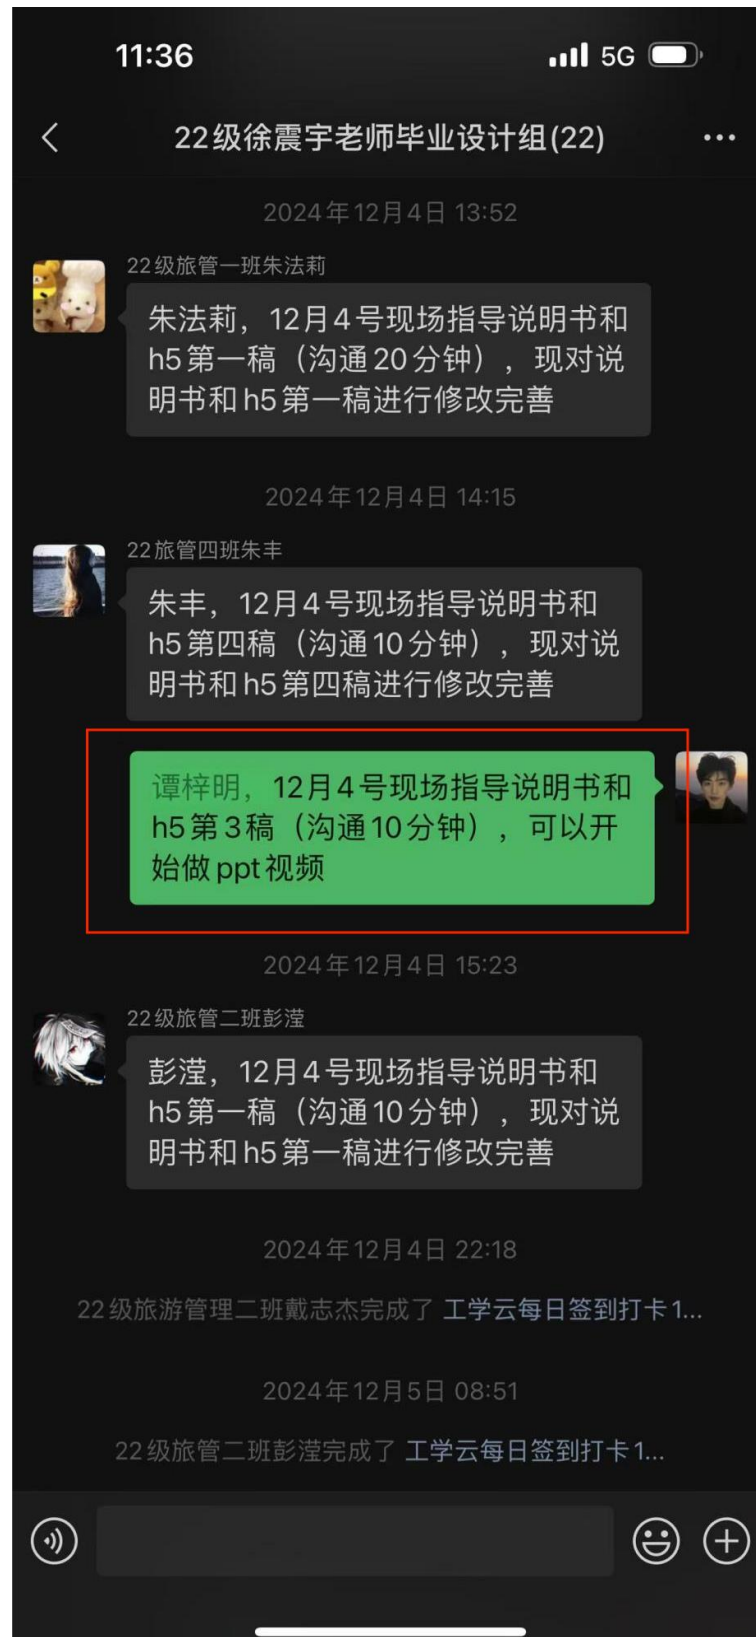 11:36
5G
22级徐震宇老师毕业设计组(22)
2024年12月4日 13:52
22级旅管一班朱法莉
朱法莉，12月4号现场指导说明书和
h5第一稿（沟通20分钟），现对说
明书和h5第一稿进行修改完善
2024年12月4日 14:15
22旅管四班朱丰
朱丰，12月4号现场指导说明书和
h5第四稿（沟通10分钟），现对说
明书和h5第四稿进行修改完善
谭梓明，12月4号现场指导说明书和
h5第3稿（沟通10分钟），可以开
始做ppt视频
2024年12月4日 15:23
22级旅管二班彭滢
彭滢，12月4号现场指导说明书和
h5第一稿（沟通10分钟），现对说
明书和h5第一稿进行修改完善
2024年12月4日 22:18
22级旅游管理二班戴志杰完成了 工学云每日签到打卡1...
2024年12月5日 08:51
22级旅管二班彭滢完成了 工学云每日签到打卡1...